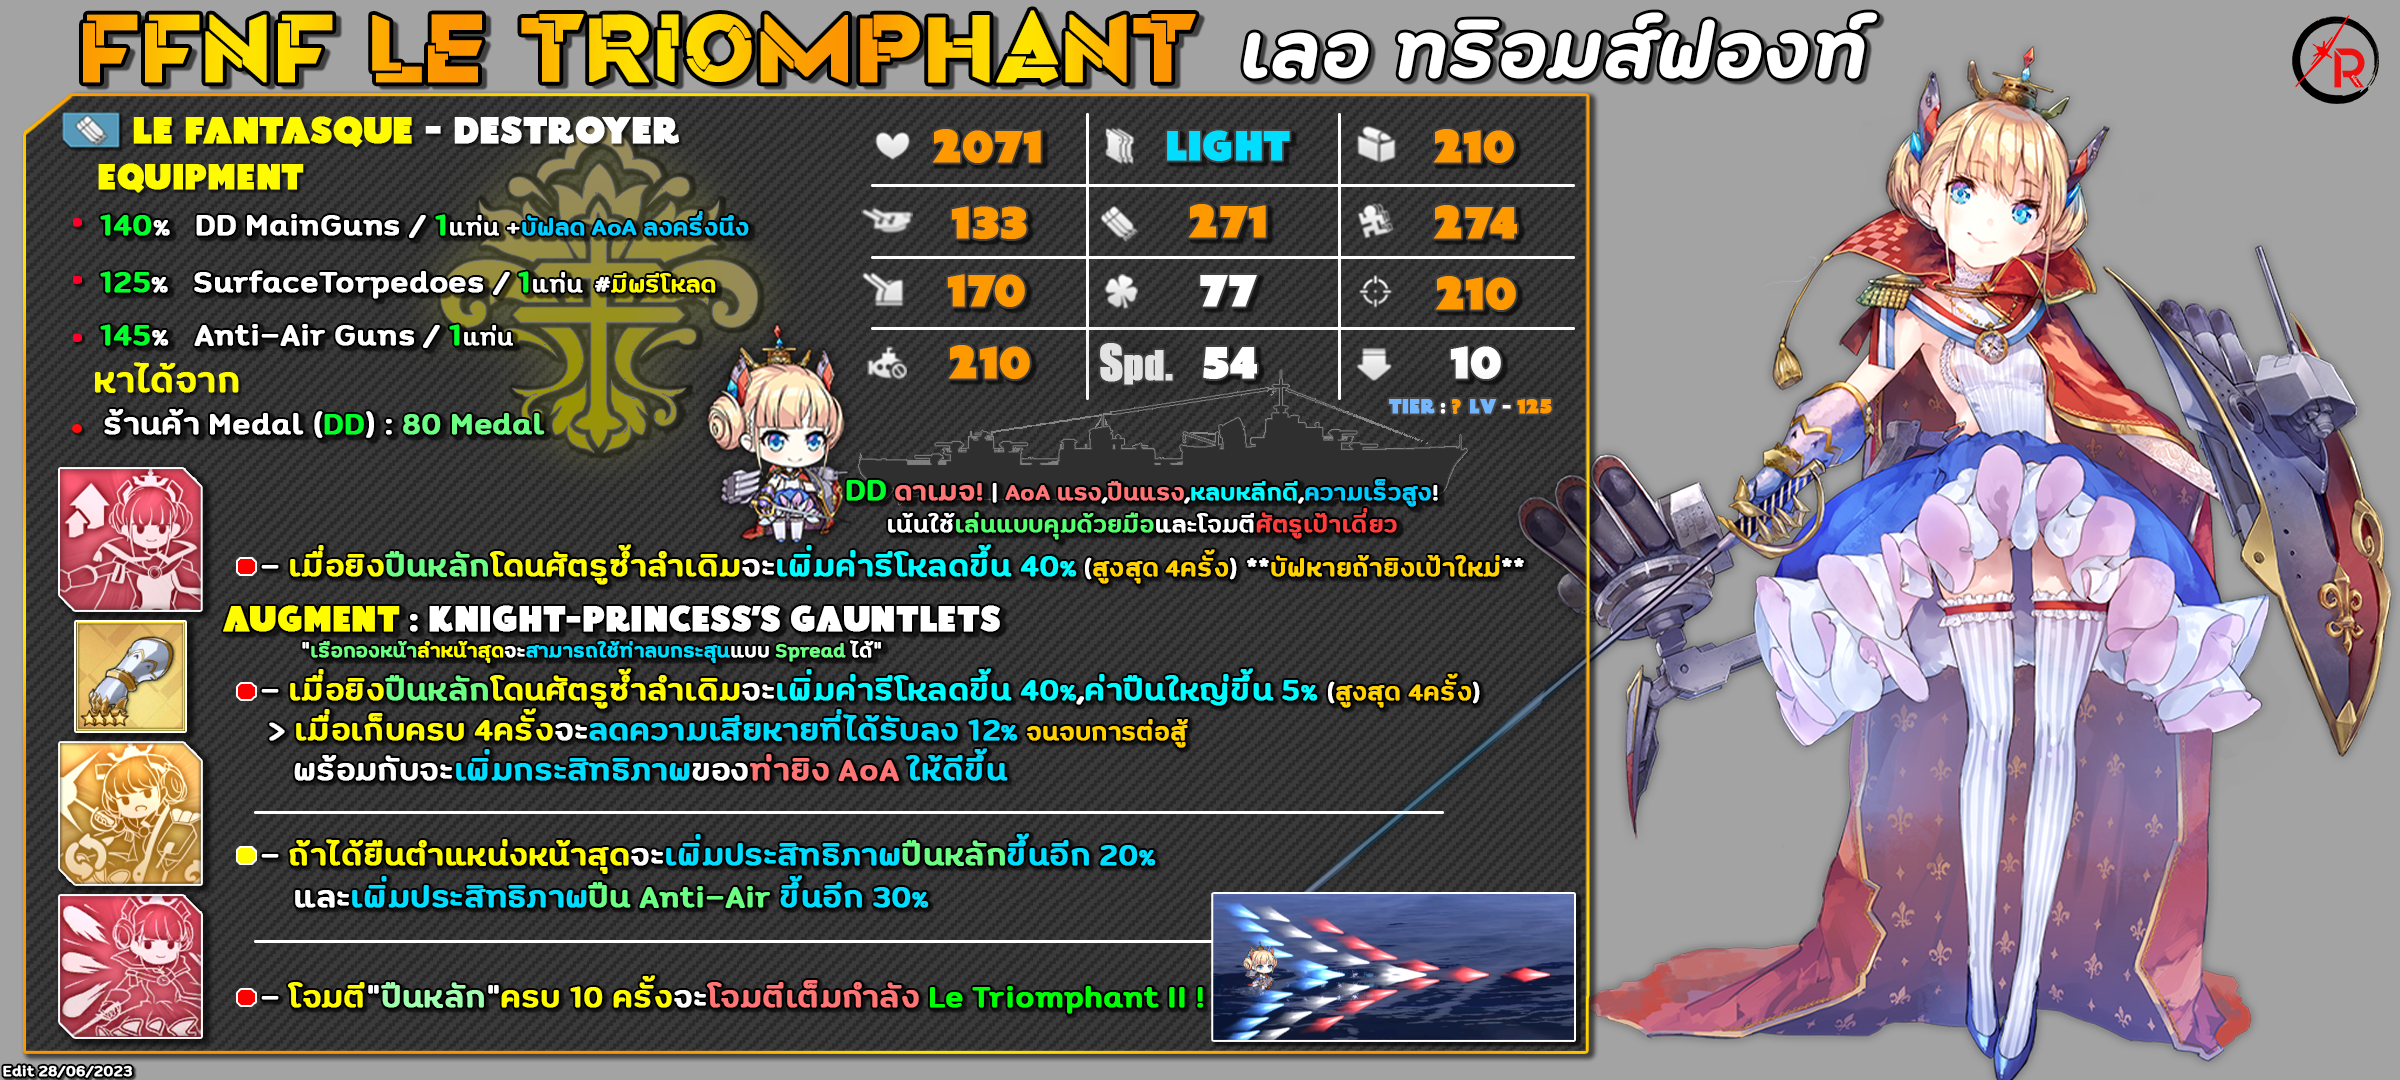 FFNF LE TRIOMPHANT เลอ ทริอมส์ฟองท์
R
LE FANTASQUE - DESTROYER
EQUIPMENT
140% DD MainGuns / 1แท่น +บัฟลด AoA ลงครึ่งนึง
125% SurfaceTorpedoes / 1แท่น #มีพรีโหลด
145% Anti-Air Guns / 1แท่น
หาได้จาก
ร้านค้า Medal (DD) : 80 Medal
2071 LIGHT 210
133 271 274
170 77 210
210 Spd. 54 10
TIER : ? LV - 125
DD ดาเมจ! | AoA แรง,ปืนแรง,หลบหลีกดี,ความเร็วสูง!
เน้นใช้เล่นแบบคุมด้วยมือและโจมตีศัตรูเป้าเดี่ยว
- เมื่อยิงปืนหลักโดนศัตรูซ้ำลำเดิมจะเพิ่มค่ารีโหลดขึ้น 40% (สูงสุด 4ครั้ง) **บัฟหายถ้ายิงเป้าใหม่**
AUGMENT : KNIGHT-PRINCESS'S GAUNTLETS
"เรือกองหน้าลำหน้าสุดจะสามารถใช้ท่าลบกระสุนแบบ Spread ได้"
- เมื่อยิงปืนหลักโดนศัตรูซ้ำลำเดิมจะเพิ่มค่ารีโหลดขึ้น 40%,ค่าปืนใหญ่ขึ้น 5% (สูงสุด 4ครั้ง)
> เมื่อเก็บครบ 4ครั้งจะลดความเสียหายที่ได้รับลง 12% จนจบการต่อสู้
พร้อมกับจะเพิ่มกระสิทธิภาพของท่ายิง AoA ให้ดีขึ้น
- ถ้าได้ยืนตำแหน่งหน้าสุดจะเพิ่มประสิทธิภาพปืนหลักขึ้นอีก 20%
และเพิ่มประสิทธิภาพปืน Anti-Air ขึ้นอีก 30%
- โจมตี"ปืนหลัก"ครบ 10 ครั้งจะโจมตีเต็มกำลัง Le Triomphant II !
Edit 28/06/2023